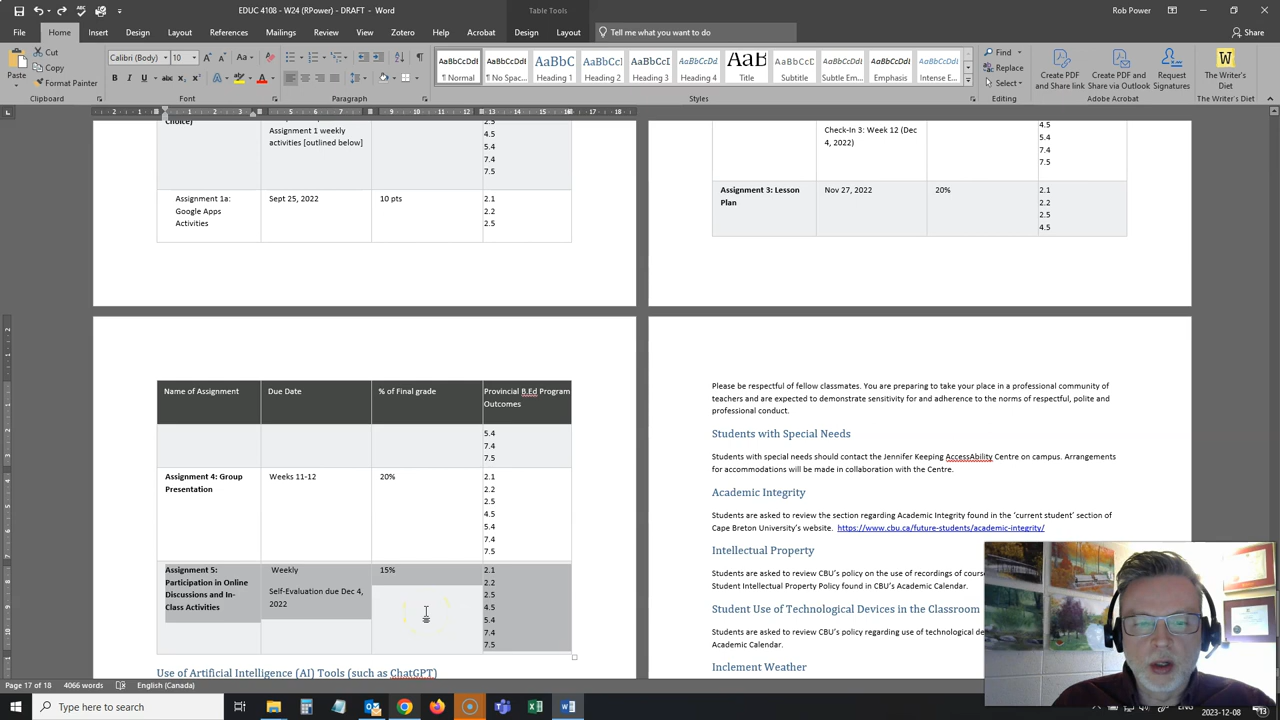 EDUC 4108 - W24 (RPower) - DRAFT - Word
Table Tools
Rob Power
File
Home
Insert
Design
Layout
References
Mailings
Review
View
Zotero
Help
Acrobat
Design
Layout
Tell me what you want to do
Share
Paste
Cut
Copy
Format Painter
Clipboard
Calibri (Body)
10
Font
Paragraph
AaBbCcDdI
¶ Normal
AaBbCcDdI
¶ No Spac...
AaBbC
Heading 1
AaBbCc
Heading 2
AaBbCcI
Heading 3
AaBbCcDdI
Heading 4
AaBb
Title
AaBbCcD
Subtitle
AaBbCcDdI
Subtle Em...
AaBbCcDdI
Emphasis
AaBbCcDdI
Intense E...
Styles
Find
Replace
Select
Editing
Create PDF and Share link
Create PDF and Share via Outlook
Request Signatures
Adobe Acrobat
The Writer's Diet
The Writer's Diet
Choice)
Assignment 1 weekly
activities [outlined below]
2.5
4.5
5.4
7.4
7.5
Assignment 1a:
Google Apps
Activities
Sept 25, 2022
10 pts
2.1
2.2
2.5
Check-In 3: Week 12 (Dec
4, 2022)
4.5
5.4
7.4
7.5
Assignment 3: Lesson
Plan
Nov 27, 2022
20%
2.1
2.2
2.5
4.5
Name of Assignment
Due Date
% of Final grade
Provincial B.Ed Program
Outcomes
5.4
7.4
7.5
Assignment 4: Group
Presentation
Weeks 11-12
20%
2.1
2.2
2.5
4.5
5.4
7.4
7.5
Assignment 5:
Participation in Online
Discussions and In-
Class Activities
Weekly
Self-Evaluation due Dec 4,
2022
15%
2.1
2.2
2.5
4.5
5.4
7.4
7.5
Use of Artificial Intelligence (AI) Tools (such as ChatGPT)
Please be respectful of fellow classmates. You are preparing to take your place in a professional community of
teachers and are expected to demonstrate sensitivity for and adherence to the norms of respectful, polite and
professional conduct.
Students with Special Needs
Students with special needs should contact the Jennifer Keeping AccessAbility Centre on campus. Arrangements
for accommodations will be made in collaboration with the Centre.
Academic Integrity
Students are asked to review the section regarding Academic Integrity found in the 'current student' section of
Cape Breton University's website. https://www.cbu.ca/future-students/academic-integrity/
Intellectual Property
Students are asked to review CBU's policy on the use of recordings of cours
Student Intellectual Property Policy found in CBU's Academic Calendar.
Student Use of Technological Devices in the Classroom
Students are asked to review CBU's policy regarding use of technological de
Academic Calendar.
Inclement Weather
Page 17 of 18
4066 words
English (Canada)
Type here to search
2023-12-08